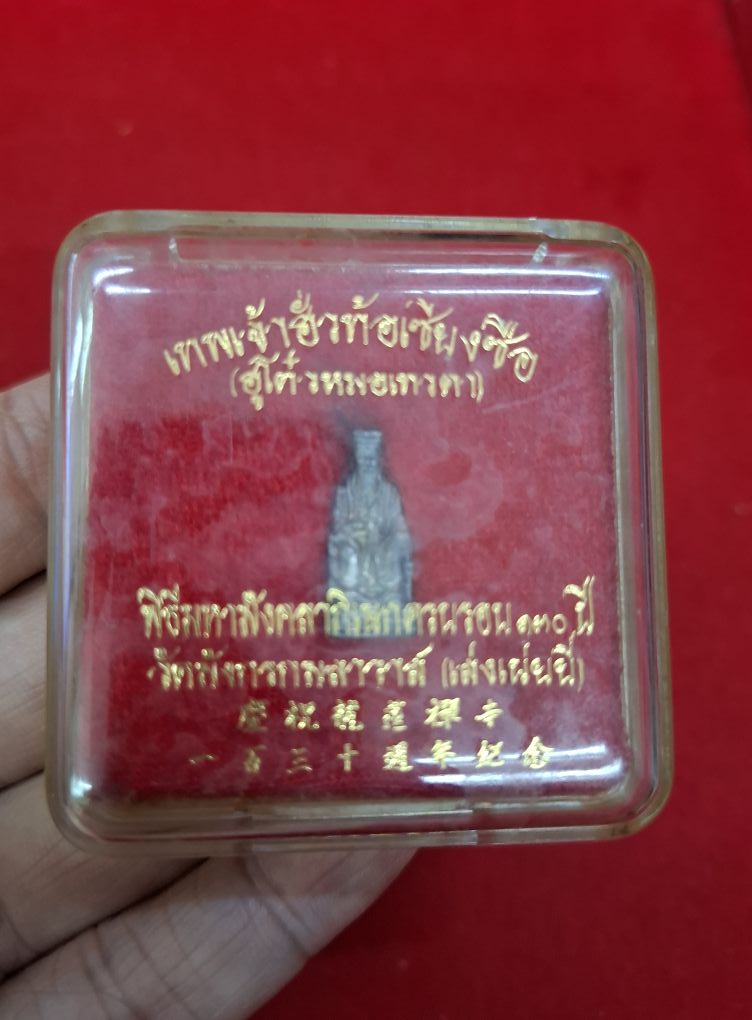 เทพเจ้าฮั่วท้อเซียงซือ
(ฮูโต๋วหมอเทวดา)
พิธีมหามังคลาภิเษกครบรอบ ๑๓๐ ปี
วัดมังกรกมลาวาส (เล่งเน่ยยี่)
慶祝龍蓮禪寺
一百三十週年紀念